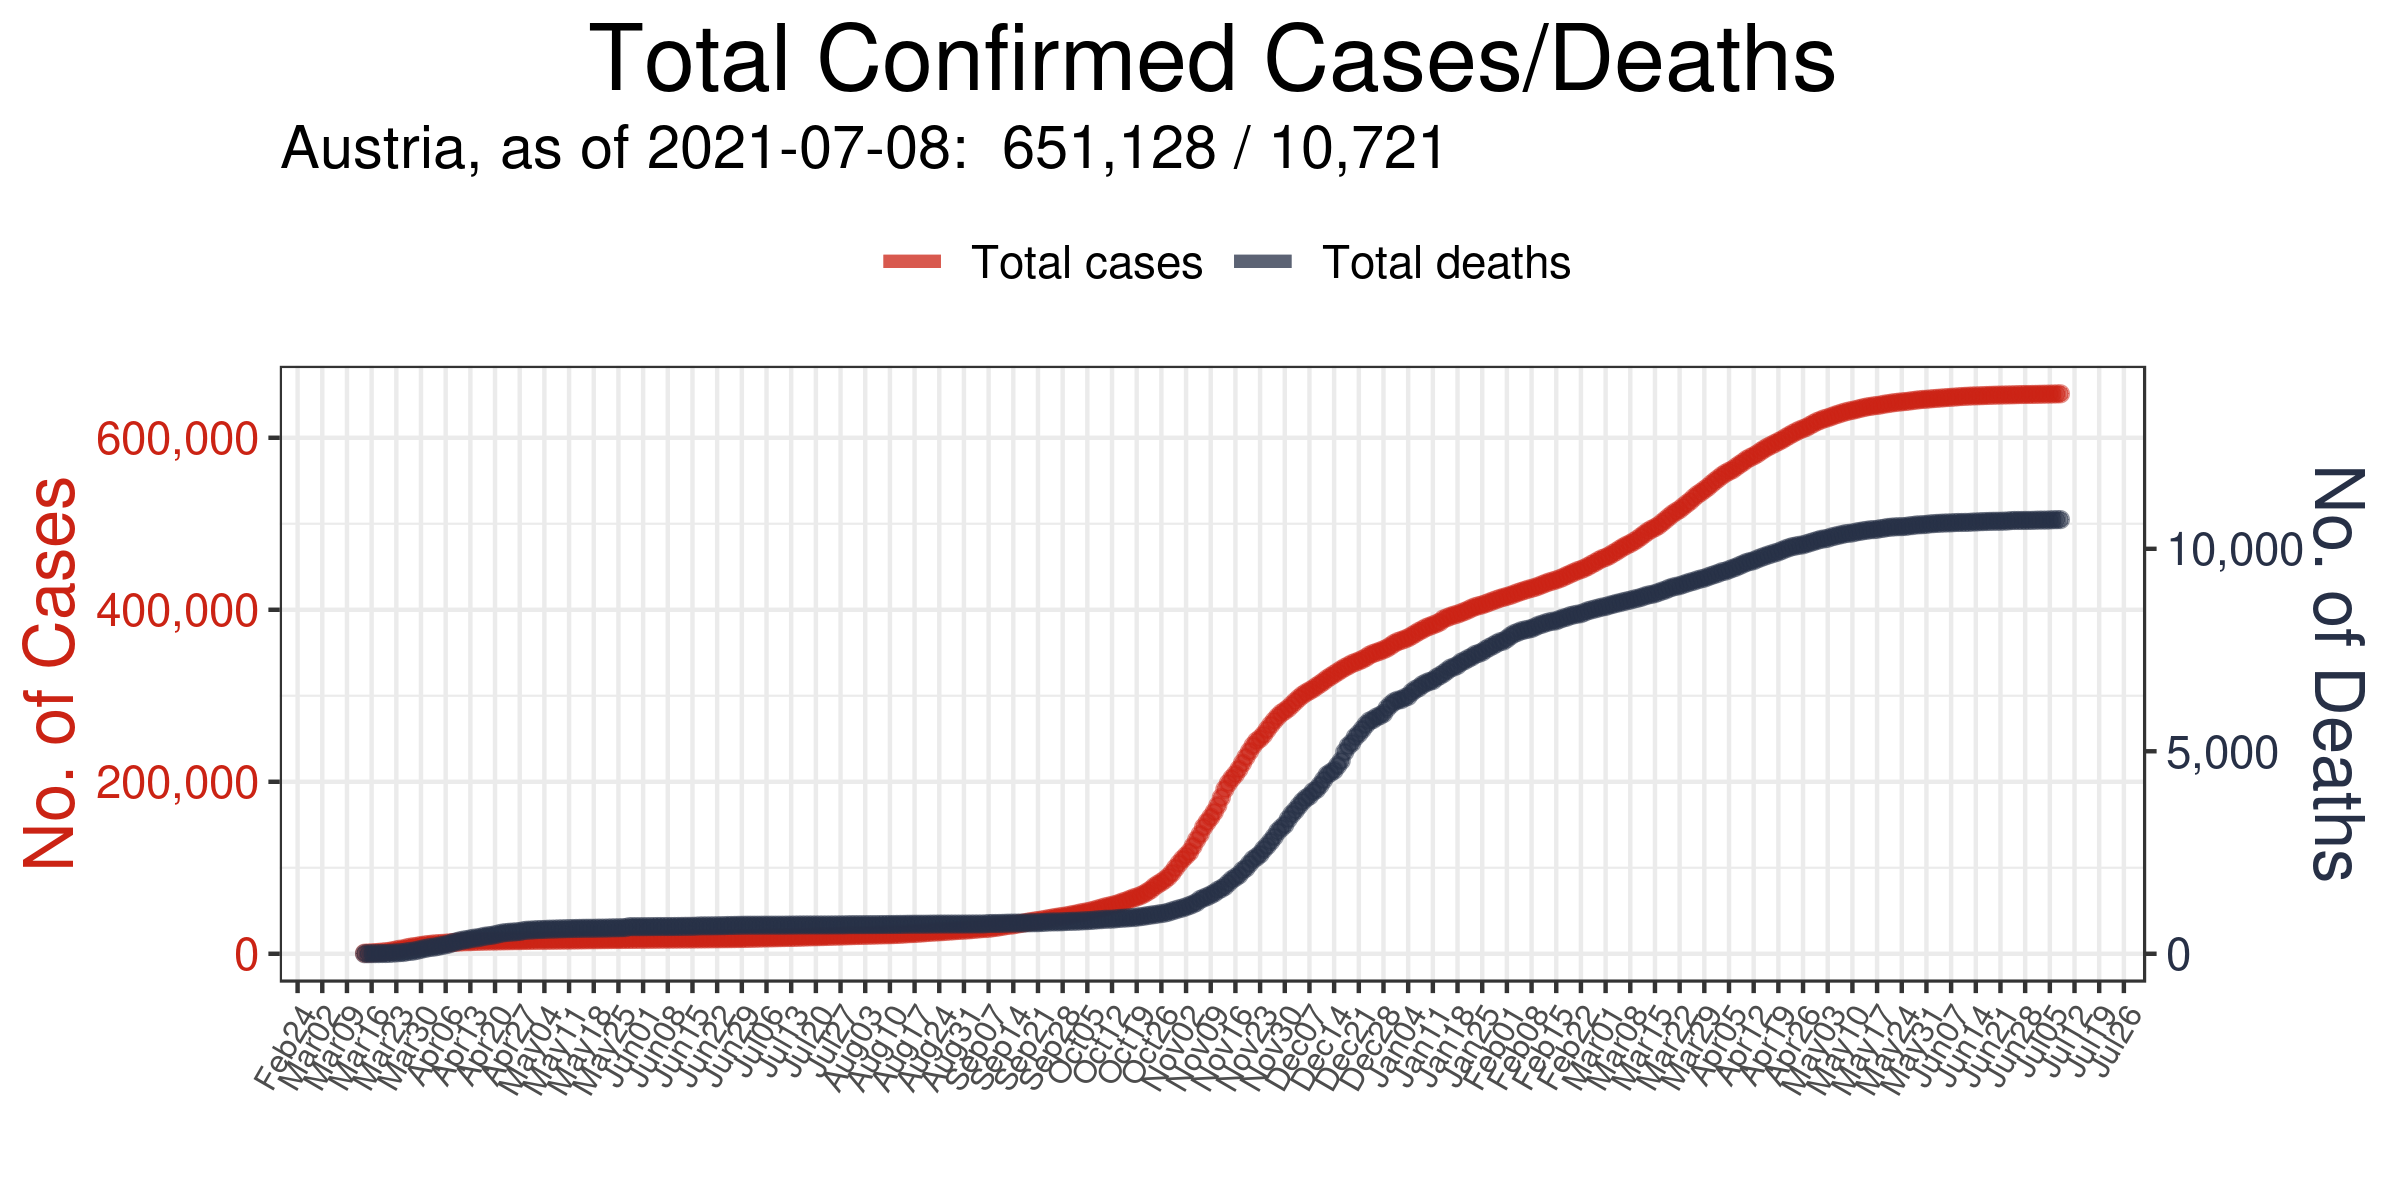 Total Confirmed Cases/Deaths
Austria, as of 2021-07-08:  651,128 / 10,721
Total cases
Total deaths
No. of Cases
600,000
400,000
200,000
0
10,000
5,000
0
No. of Deaths
Feb24
Mar02
Mar09
Mar16
Mar23
Mar30
Apr06
Apr13
Apr20
Apr27
May04
May11
May18
May25
Jun01
Jun08
Jun15
Jun22
Jun29
Jul06
Jul13
Jul20
Jul27
Aug03
Aug10
Aug17
Aug24
Aug31
Sep07
Sep14
Sep21
Sep28
Oct05
Oct12
Oct19
Oct26
Nov02
Nov09
Nov16
Nov23
Nov30
Dec07
Dec14
Dec21
Dec28
Jan04
Jan11
Jan18
Jan25
Feb01
Feb08
Feb15
Feb22
Mar01
Mar08
Mar15
Mar22
Mar29
Apr05
Apr12
Apr19
Apr26
May03
May10
May17
May24
May31
Jun07
Jun14
Jun21
Jun28
Jul05
Jul12
Jul19
Jul26